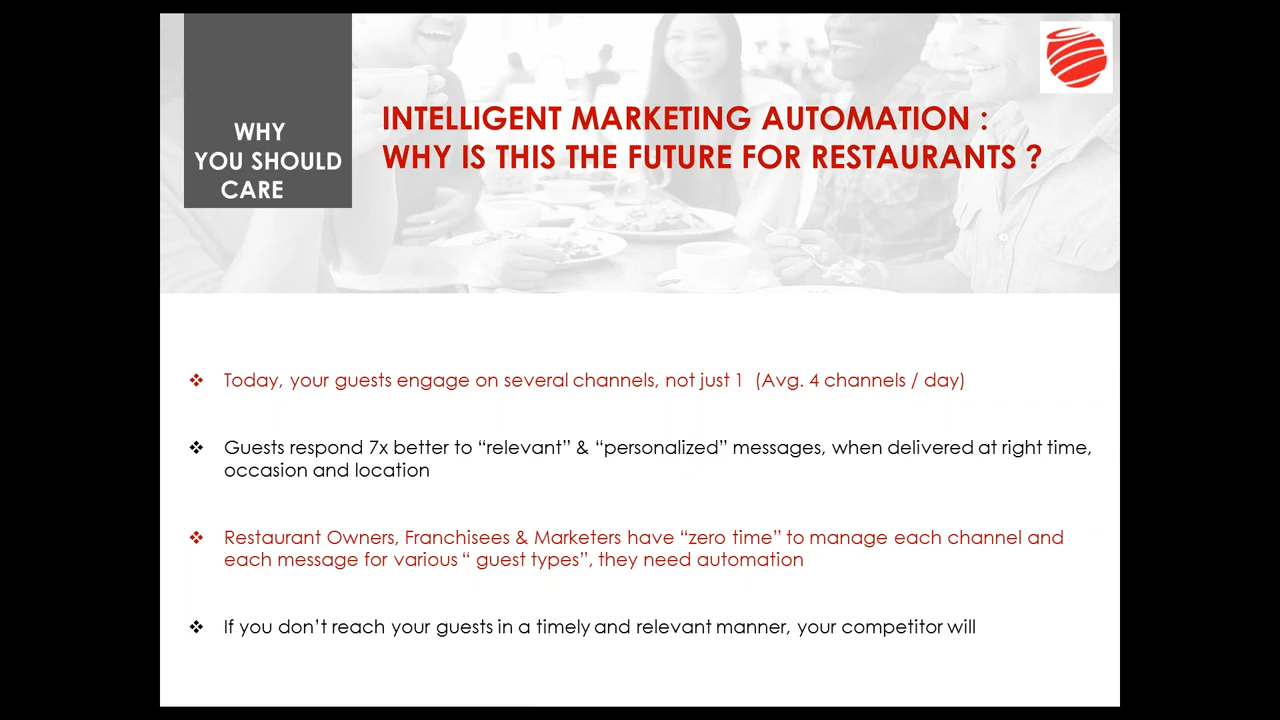 WHY
YOU SHOULD
CARE
INTELLIGENT MARKETING AUTOMATION :
WHY IS THIS THE FUTURE FOR RESTAURANTS ?
❖ Today, your guests engage on several channels, not just 1 (Avg. 4 channels / day)
❖ Guests respond 7x better to “relevant” & “personalized” messages, when delivered at right time,
occasion and location
❖ Restaurant Owners, Franchisees & Marketers have “zero time” to manage each channel and
each message for various “ guest types”, they need automation
❖ If you don’t reach your guests in a timely and relevant manner, your competitor will